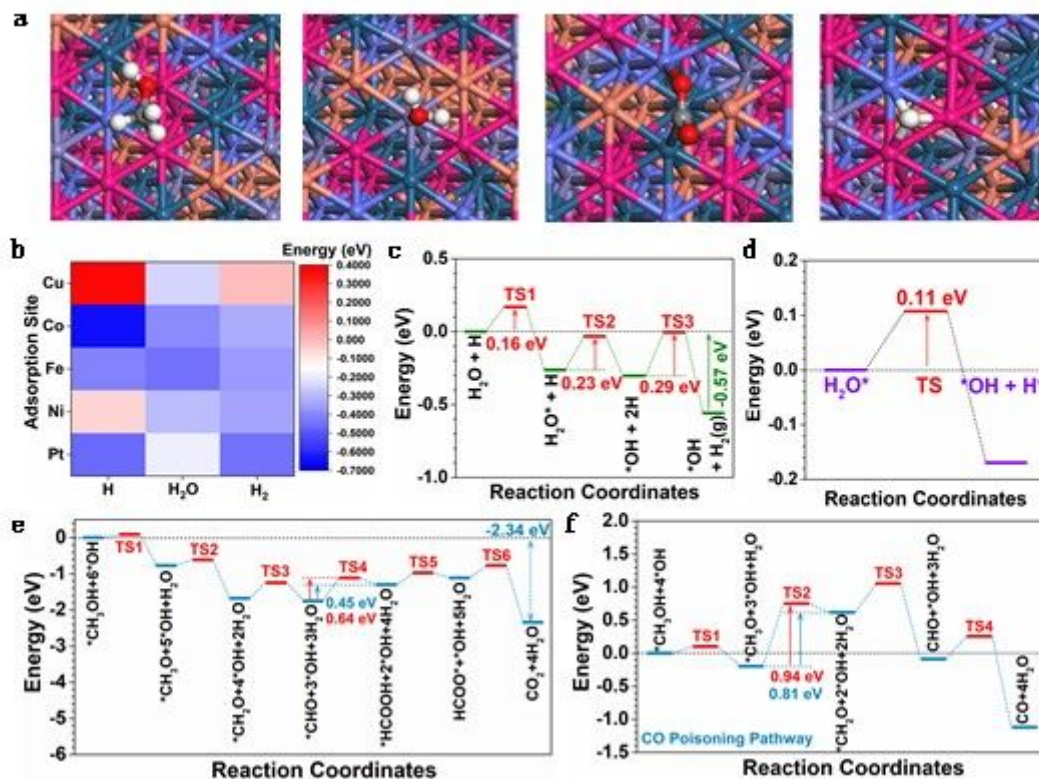 a
b
Energy (eV)
Adsorption Site
Cu
Co
Fe
Ni
Pt
H
H₂O
H₂
0.4000
0.3000
0.2000
0.1000
0.000
-0.1000
-0.2000
-0.3000
-0.4000
-0.5000
-0.6000
-0.7000
c
Energy (eV)
0.5
0.0
-0.5
-1.0
TS1
TS2
TS3
0.16 eV
0.23 eV
0.29 eV
-0.57 eV
H₂O + H
H₂O* + H
*OH + 2H
*OH
+ H₂(g)
Reaction Coordinates
d
Energy (eV)
0.2
0.1
0.0
-0.1
-0.2
0.11 eV
H₂O*
TS
*OH + H*
Reaction Coordinates
e
Energy (eV)
0
-1
-2
-3
-4
-5
-6
TS1
TS2
TS3
TS4
TS5
TS6
-2.34 eV
0.45 eV
0.64 eV
*CH₃OH+6*OH
*CH₃O+5*OH+H₂O
*CH₂O+4*OH+2H₂O
*CHO+3*OH+3H₂O
*HCOOH+2*OH+4H₂O
HCOO*+*OH+5H₂O
CO₂+4H₂O
Reaction Coordinates
f
Energy (eV)
2.0
1.5
1.0
0.5
0.0
-0.5
-1.0
-1.5
TS1
TS2
TS3
TS4
0.94 eV
0.81 eV
*CH₃OH+4*OH
*CH₃O+3*OH+H₂O
*CH₂O+2*OH+2H₂O
CHO+*OH+3H₂O
CO+4H₂O
CO Poisoning Pathway
Reaction Coordinates